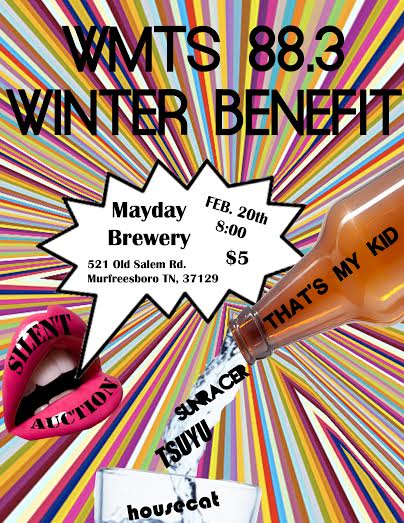 WMTS 88.3
WINTER BENEFIT
Mayday
Brewery
521 Old Salem Rd.
Murfreesboro TN, 37129
FEB. 20th
8:00
$5
THAT'S MY KID
SILENT
AUCTION
SUNRACER
TSUYU
housecat